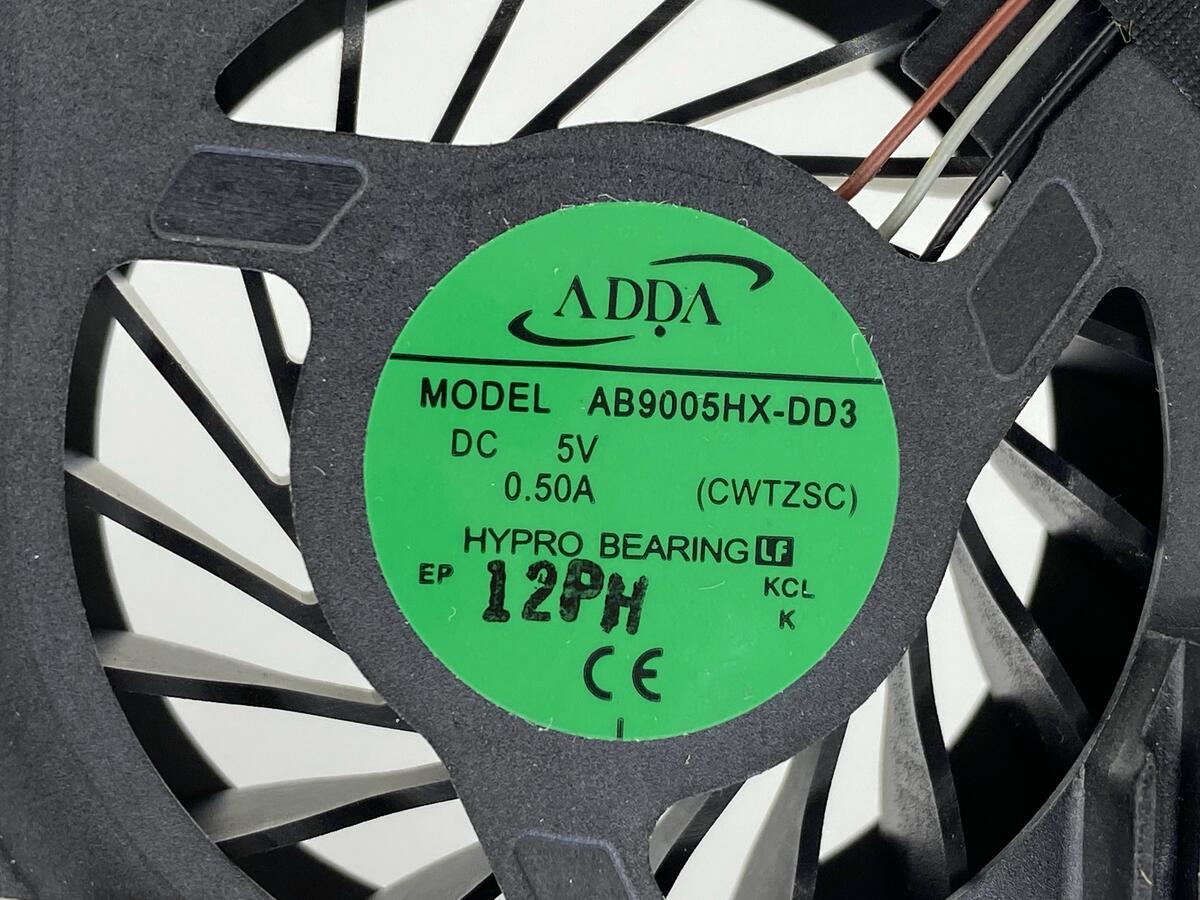 ADDA
MODEL AB9005HX-DD3
DC 5V
0.50A (CWTZSC)
HYPRO BEARING LF
EP 12PH KCL
K
CE